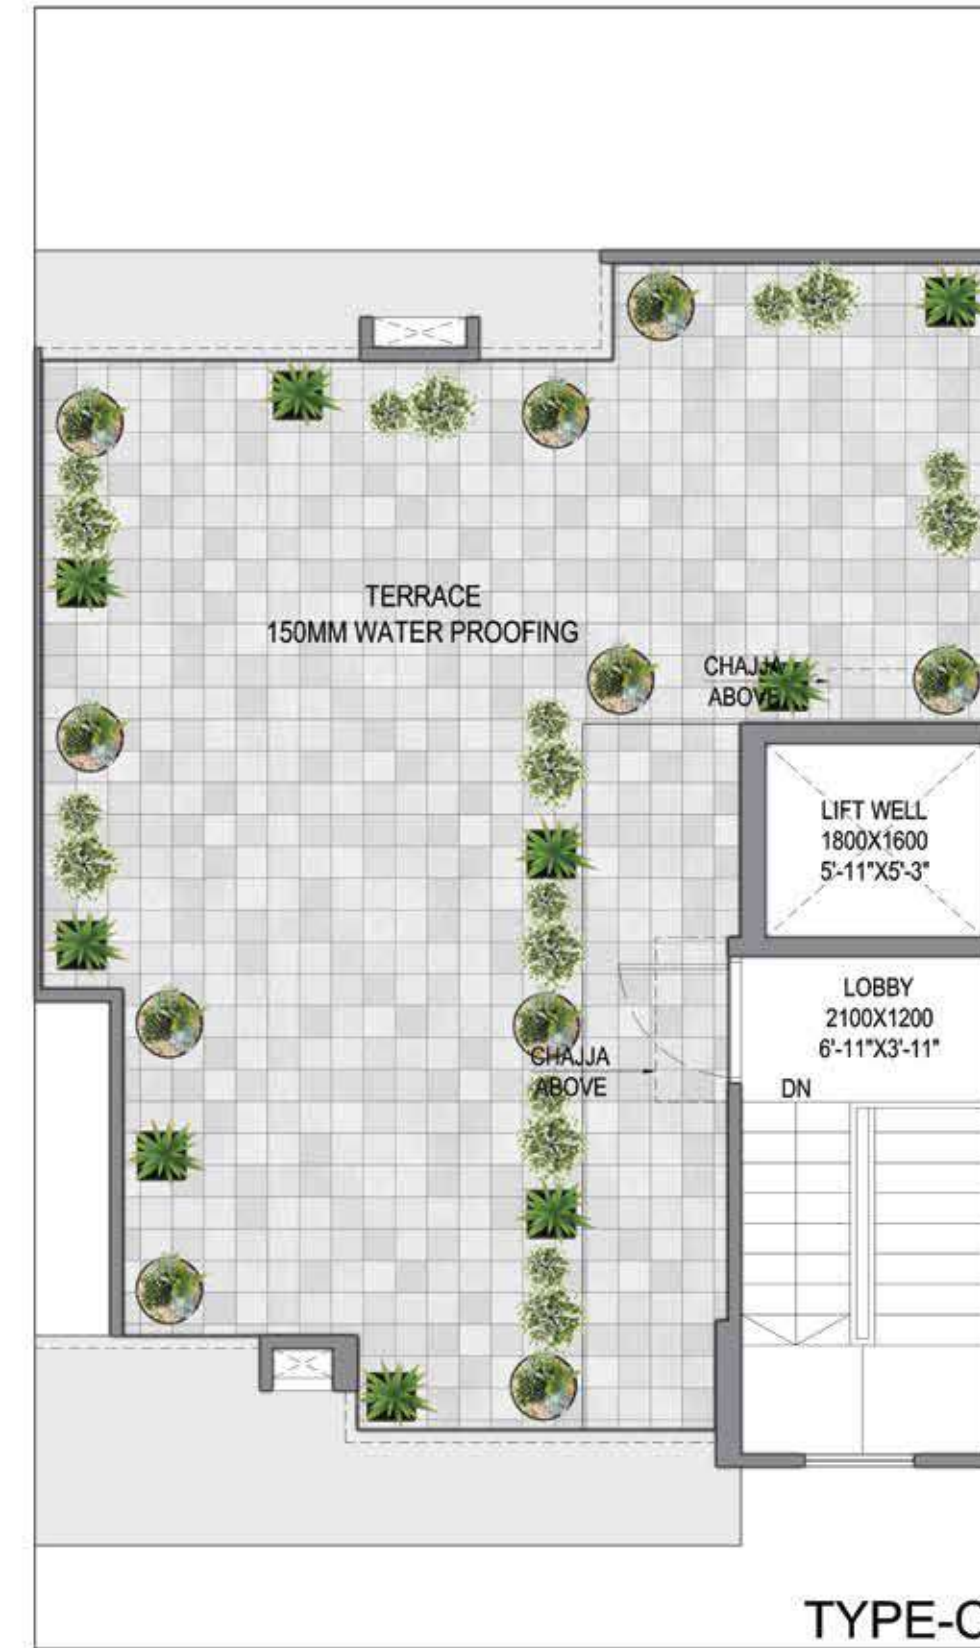 TERRACE
150MM WATER PROOFING
CHAJJA
ABOVE
LIFT WELL
1800X1600
5'-11"X5'-3"
LOBBY
2100X1200
6'-11"X3'-11"
CHAJJA
ABOVE
DN
TYPE-C